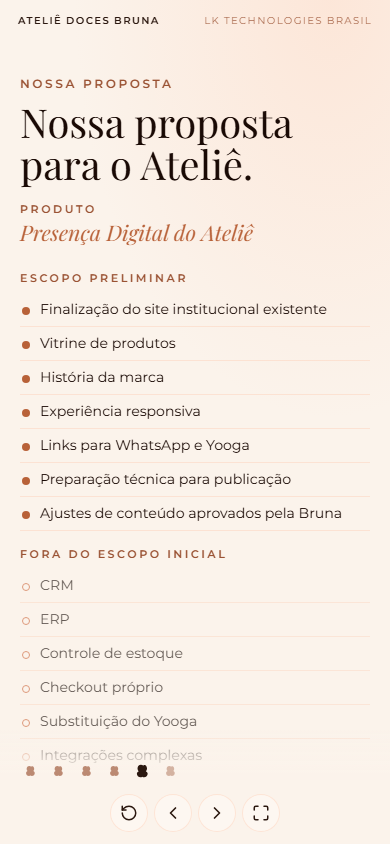 ATELIÊ DOCES BRUNA
LK TECHNOLOGIES BRASIL
NOSSA PROPOSTA
Nossa proposta
para o Ateliê.
PRODUTO
Presença Digital do Ateliê
ESCOPO PRELIMINAR
Finalização do site institucional existente
Vitrine de produtos
História da marca
Experiência responsiva
Links para WhatsApp e Yooga
Preparação técnica para publicação
Ajustes de conteúdo aprovados pela Bruna
FORA DO ESCOPO INICIAL
CRM
ERP
Controle de estoque
Checkout próprio
Substituição do Yooga
Integrações complexas